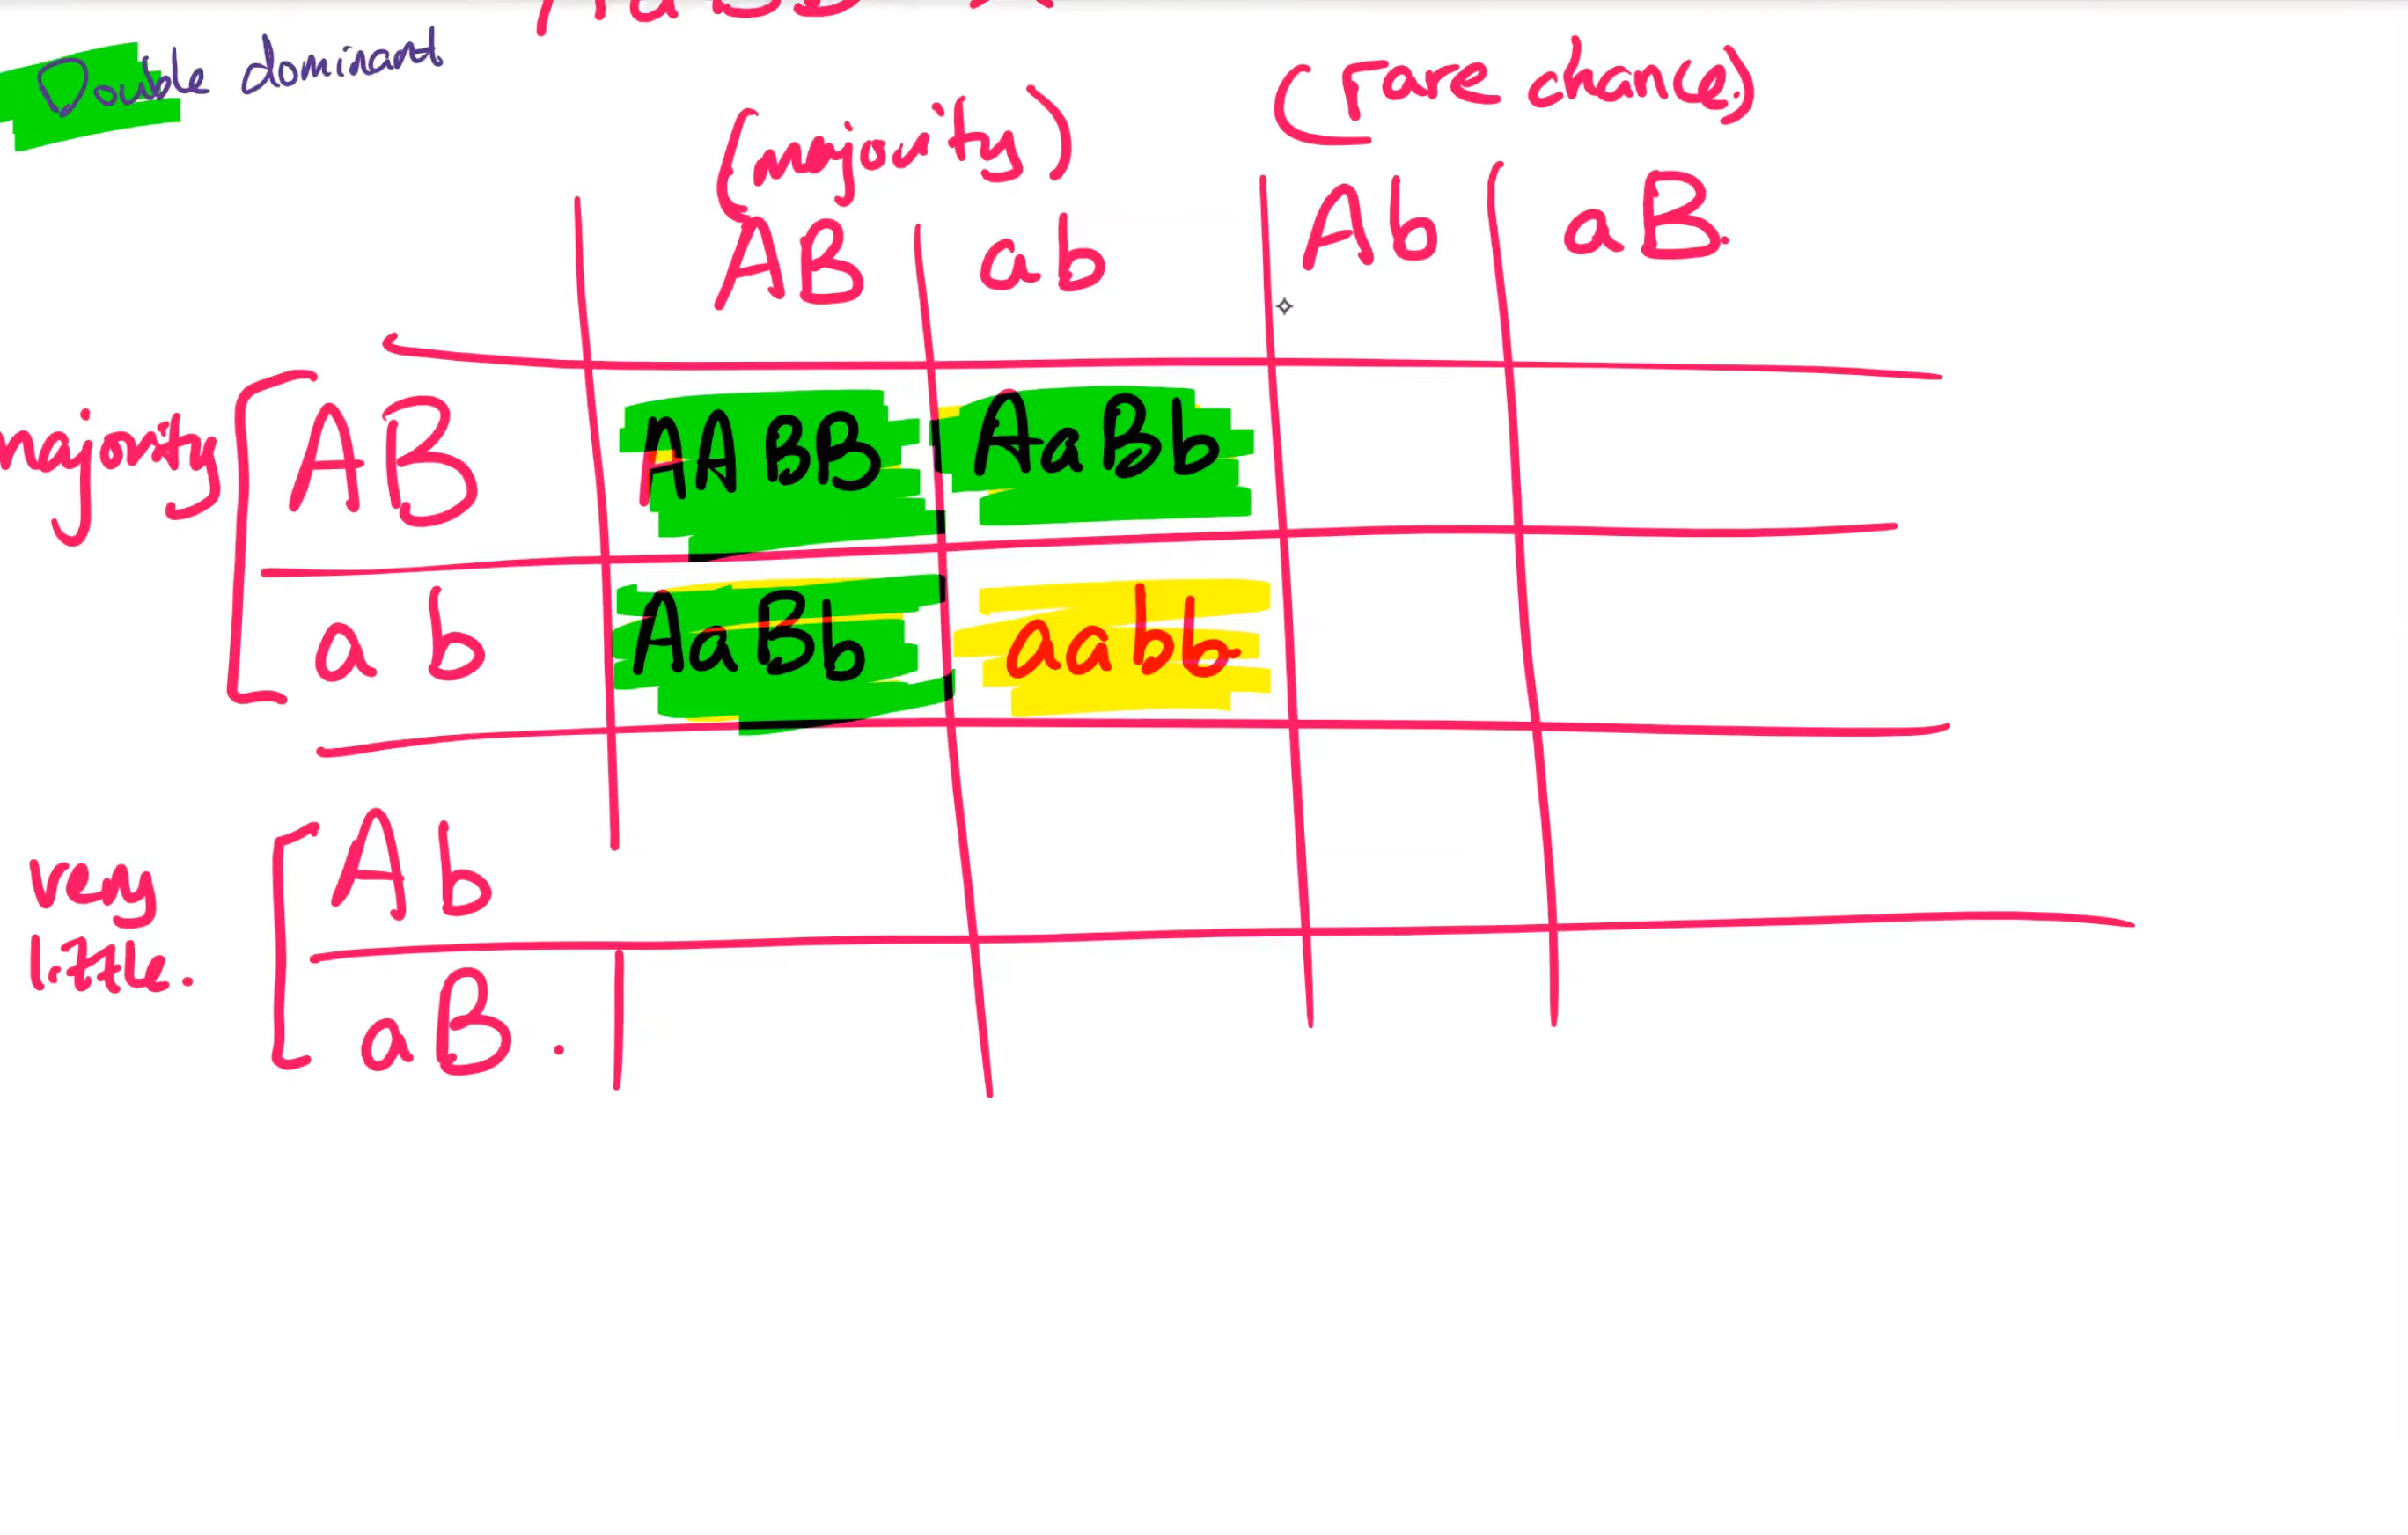 Double dominant
(rare chance.)
(majority)
AB ab Ab aB.
majority AB AABB AaBb
ab AaBb aabb
very Ab
little.
aB.